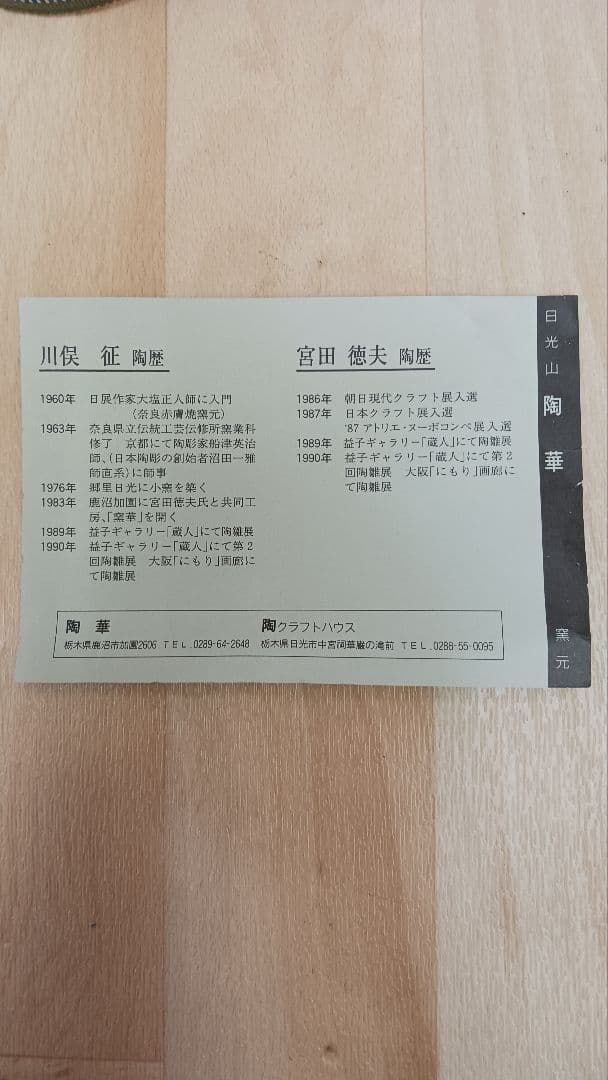 川俣 征 陶歴
1960年 日展作家大塩正人師に入門
(奈良赤膚焼窯元)
1963年 奈良県立伝統工芸伝修所窯業科
修了 京都にて陶彫家船津英治
師、(日本陶彫の創始者沼田一雅
師直系)に師事
1976年 郷里日光に小窯を築く
1983年 鹿沼加園に宮田徳夫氏と共同工
房、「窯華」を開く
1989年 益子ギャラリー「蔵人」にて陶雛展
1990年 益子ギャラリー「蔵人」にて第2
回陶雛展 大阪「にもり」画廊に
て陶雛展
宮田 徳夫 陶歴
1986年 朝日現代クラフト展入選
1987年 日本クラフト展入選
'87アトリエ・ヌーボコンペ展入選
1989年 益子ギャラリー「蔵人」にて陶雛展
1990年 益子ギャラリー「蔵人」にて第2
回陶雛展 大阪「にもり」画廊に
て陶雛展
陶 華
栃木県鹿沼市加園2606 TEL.0289-64-2648
陶クラフトハウス
栃木県日光市中宮祠華厳の滝前 TEL.0288-55-0095
日光山 陶華 窯元